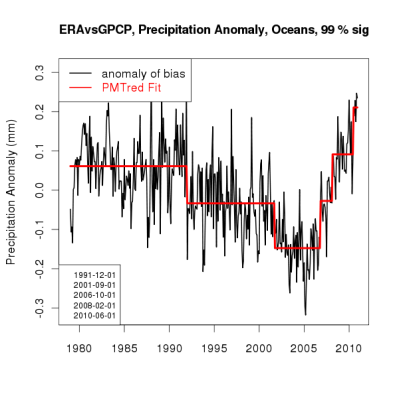 ERAvsGPCP, Precipitation Anomaly, Oceans, 99 % sig
anomaly of bias
PMTred Fit
Precipitation Anomaly (mm)
0.3
0.2
0.1
0.0
-0.1
-0.2
-0.3
1991-12-01
2001-09-01
2006-10-01
2008-02-01
2010-06-01
1980 1985 1990 1995 2000 2005 2010